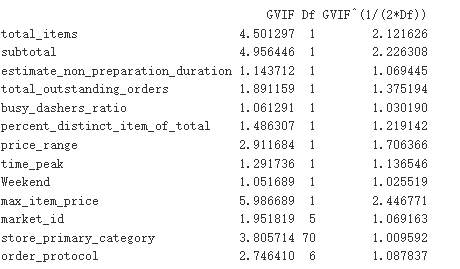 GVIF Df GVIF^(1/(2*Df))
total_items 4.501297 1 2.121626
subtotal 4.956446 1 2.226308
estimate_non_preparation_duration 1.143712 1 1.069445
total_outstanding_orders 1.891159 1 1.375194
busy_dashers_ratio 1.061291 1 1.030190
percent_distinct_item_of_total 1.486307 1 1.219142
price_range 2.911684 1 1.706366
time_peak 1.291736 1 1.136546
Weekend 1.051689 1 1.025519
max_item_price 5.986689 1 2.446771
market_id 1.951819 5 1.069163
store_primary_category 3.805714 70 1.009592
order_protocol 2.746410 6 1.087837